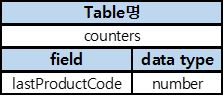 Table명
counters
field data type
lastProductCode number